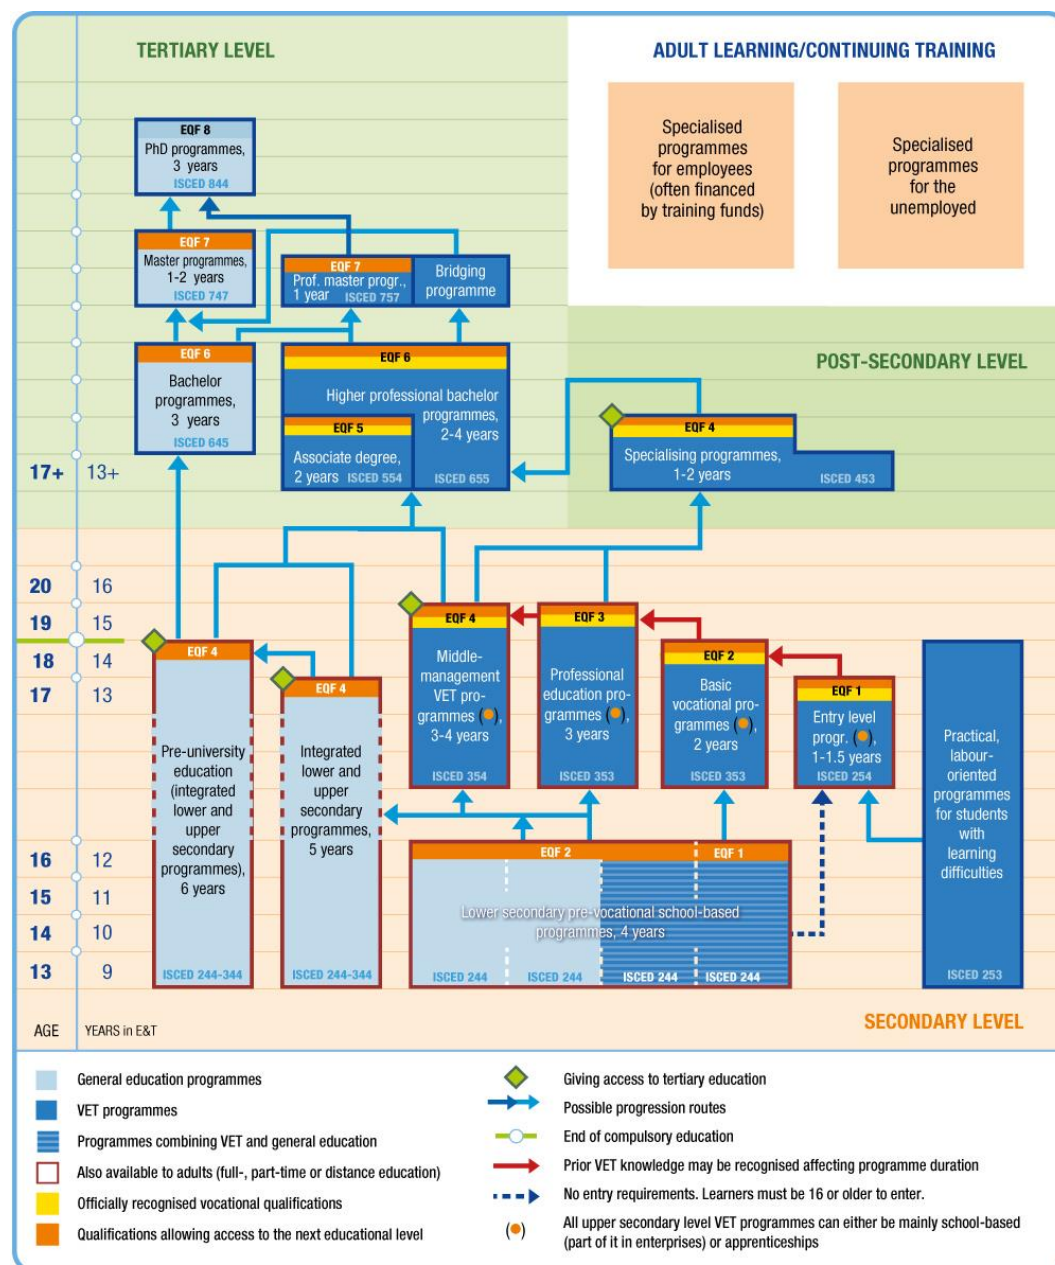 TERTIARY LEVEL
ADULT LEARNING/CONTINUING TRAINING
Specialised
programmes
for employees
(often financed
by training funds)
Specialised
programmes
for the
unemployed
EQF 8
PhD programmes,
3 years
ISCED 844
EQF 7
Master programmes,
1-2 years
ISCED 747
EQF 7
Prof. master progr.,
1 year ISCED 757
Bridging
programme
POST-SECONDARY LEVEL
EQF 6
Bachelor
programmes,
3 years
ISCED 645
EQF 6
Higher professional bachelor
programmes,
2-4 years
ISCED 655
EQF 5
Associate degree,
2 years ISCED 554
EQF 4
Specialising programmes,
1-2 years
ISCED 453
17+ 13+
20 16
19 15
18 14
17 13
16 12
15 11
14 10
13 9
AGE YEARS in E&T
EQF 4
Pre-university
education
(integrated
lower and
upper
secondary
programmes),
6 years
ISCED 244-344
EQF 4
Integrated
lower and
upper
secondary
programmes,
5 years
ISCED 244-344
EQF 4
Middle-
management
VET pro-
grammes ( ),
3-4 years
ISCED 354
EQF 3
Professional
education pro-
grammes ( ),
3 years
ISCED 353
EQF 2
Basic
vocational pro-
grammes ( ),
2 years
ISCED 353
EQF 1
Entry level
progr. ( ),
1-1.5 years
ISCED 254
Practical,
labour-
oriented
programmes
for students
with
learning
difficulties
ISCED 253
EQF 2 EQF 1
Lower secondary pre-vocational school-based
programmes, 4 years
ISCED 244 ISCED 244 ISCED 244 ISCED 244
SECONDARY LEVEL
General education programmes
VET programmes
Programmes combining VET and general education
Also available to adults (full-, part-time or distance education)
Officially recognised vocational qualifications
Qualifications allowing access to the next educational level
Giving access to tertiary education
Possible progression routes
End of compulsory education
Prior VET knowledge may be recognised affecting programme duration
No entry requirements. Learners must be 16 or older to enter.
( ) All upper secondary level VET programmes can either be mainly school-based
(part of it in enterprises) or apprenticeships